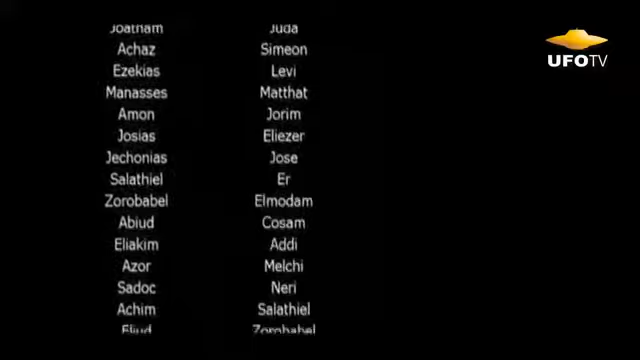 Joatham Juda
Achaz Simeon
Ezekias Levi
Manasses Matthat
Amon Jorim
Josias Eliezer
Jechonias Jose
Salathiel Er
Zorobabel Elmodam
Abiud Cosam
Eliakim Addi
Azor Melchi
Sadoc Neri
Achim Salathiel
Eliud Zorobabel
UFOTV